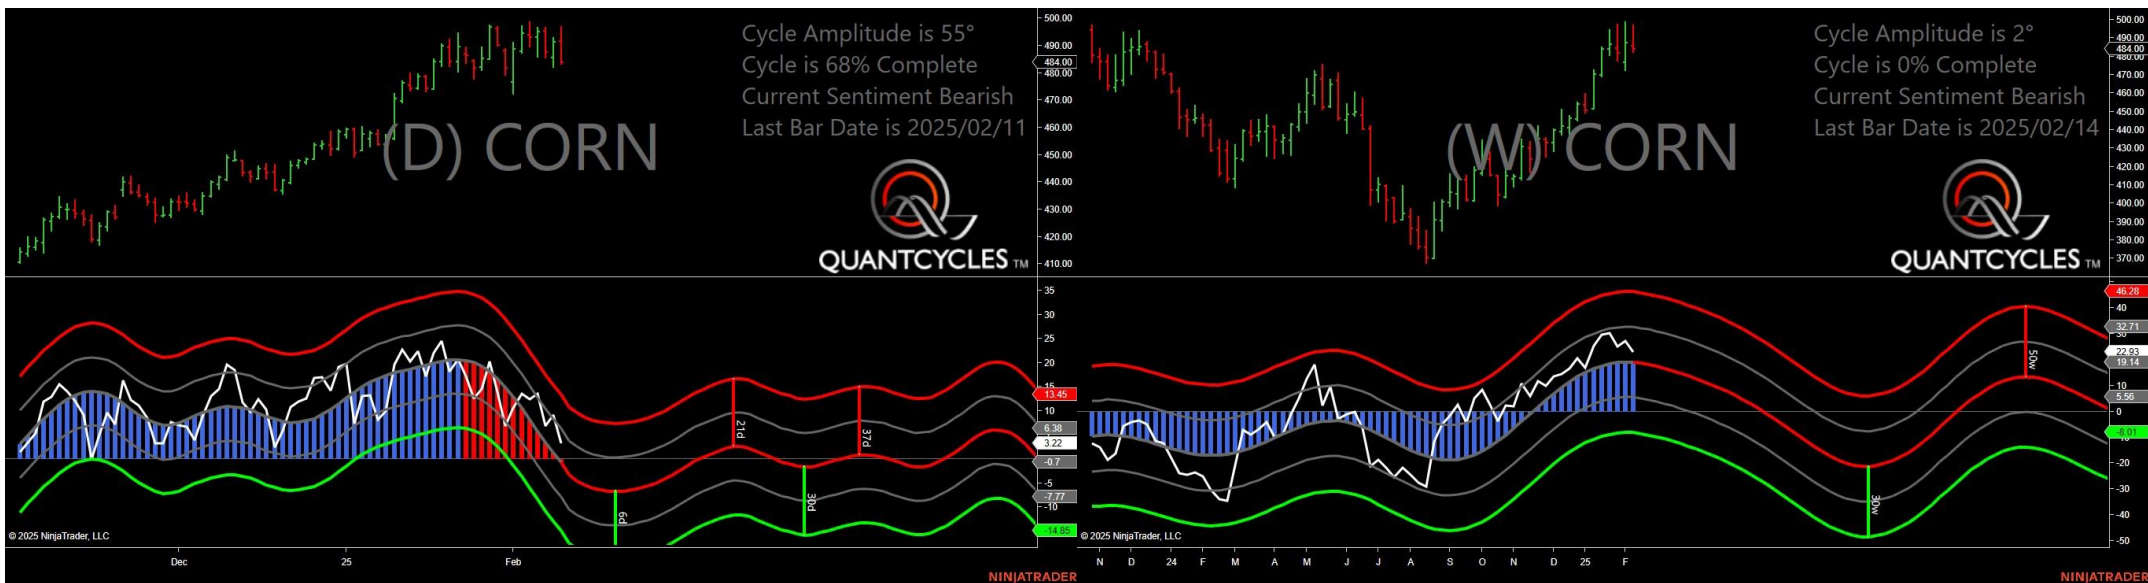 Cycle Amplitude is 55°
Cycle is 68% Complete
Current Sentiment Bearish
Last Bar Date is 2025/02/11
(D) CORN
QUANTCYCLES TM
500.00
490.00
484.00
480.00
470.00
460.00
450.00
440.00
430.00
420.00
410.00
35
30
25
20
15
13.45
10
6.38
3.22
-0.7
-5
-7.77
-10
-14.85
6d
21d
30d
37d
© 2025 NinjaTrader, LLC
Dec
25
Feb
NINJATRADER
Cycle Amplitude is 2°
Cycle is 0% Complete
Current Sentiment Bearish
Last Bar Date is 2025/02/14
(W) CORN
QUANTCYCLES TM
500.00
490.00
484.00
480.00
470.00
460.00
450.00
440.00
430.00
420.00
410.00
400.00
390.00
380.00
370.00
46.28
40
32.71
30
22.93
19.14
10
5.56
0
-8.01
-10
-20
-30
-40
-50
30w
50w
© 2025 NinjaTrader, LLC
N D 24 F M A M J J A S O N D 25 F
NINJATRADER